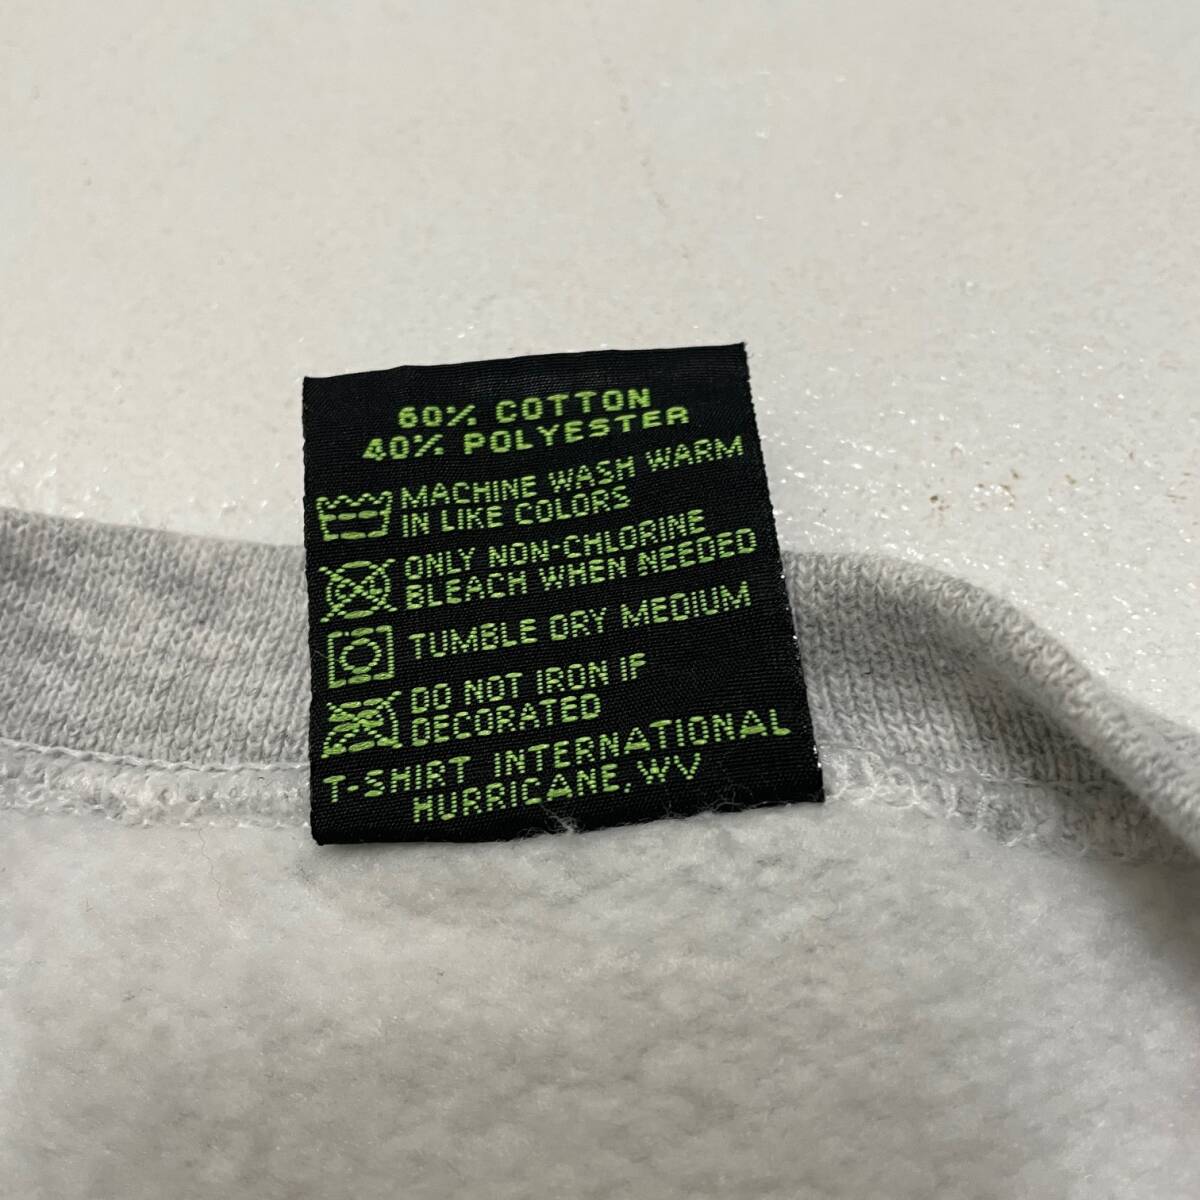 60% COTTON
40% POLYESTER
MACHINE WASH WARM
IN LIKE COLORS
ONLY NON-CHLORINE
BLEACH WHEN NEEDED
TUMBLE DRY MEDIUM
DO NOT IRON IF
DECORATED
T-SHIRT INTERNATIONAL
HURRICANE, WV